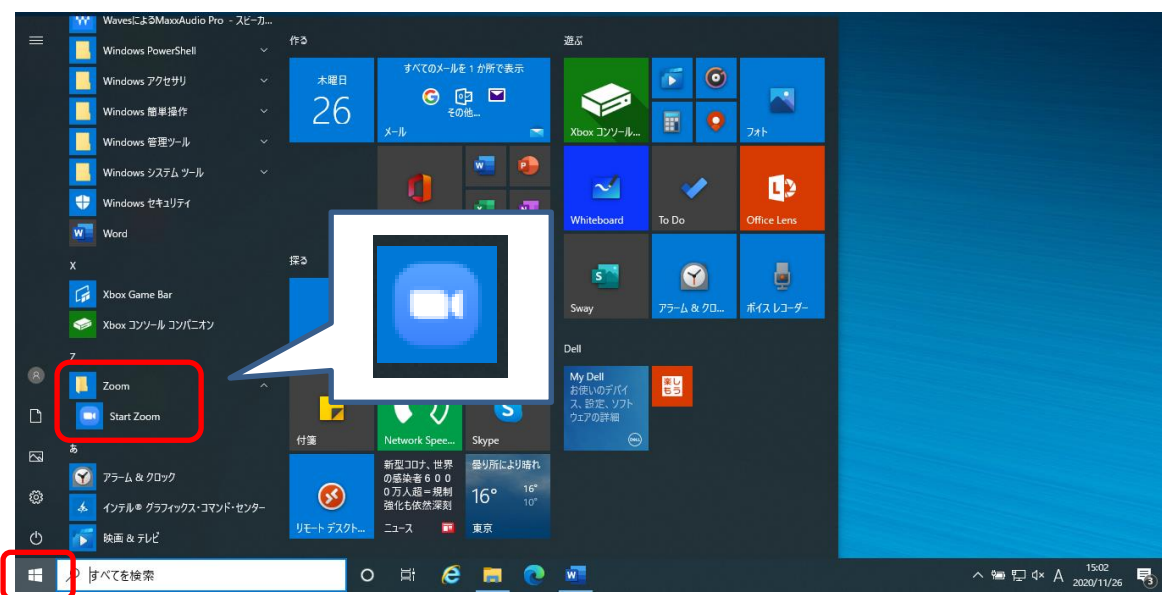 WavesによるMaxxAudio Pro - スピーカ...
Windows PowerShell
Windows アクセサリ
Windows 簡単操作
Windows 管理ツール
Windows システム ツール
Windows セキュリティ
Word
X
Xbox Game Bar
Xbox コンソール コンパニオン
Z
Zoom
Start Zoom
あ
アラーム & クロック
インテル® グラフィックス・コマンド・センター
映画 & テレビ
作る
木曜日
26
すべてのメールを 1 か所で表示
その他...
メール
探る
付箋
Network Spee...
Skype
リモート デスクト...
新型コロナ、世界
の感染者６００
０万人超＝規制
強化も依然深刻
ニュース
曇り所により晴れ
16°
16°
10°
東京
遊ぶ
Xbox コンソール...
フォト
Whiteboard
To Do
Office Lens
Sway
アラーム & クロ...
ボイス レコーダー
Dell
My Dell
お使いのデバイ
ス、設定、ソフト
ウェアの詳細
楽し
もう
すべてを検索
A
15:02
2020/11/26
3